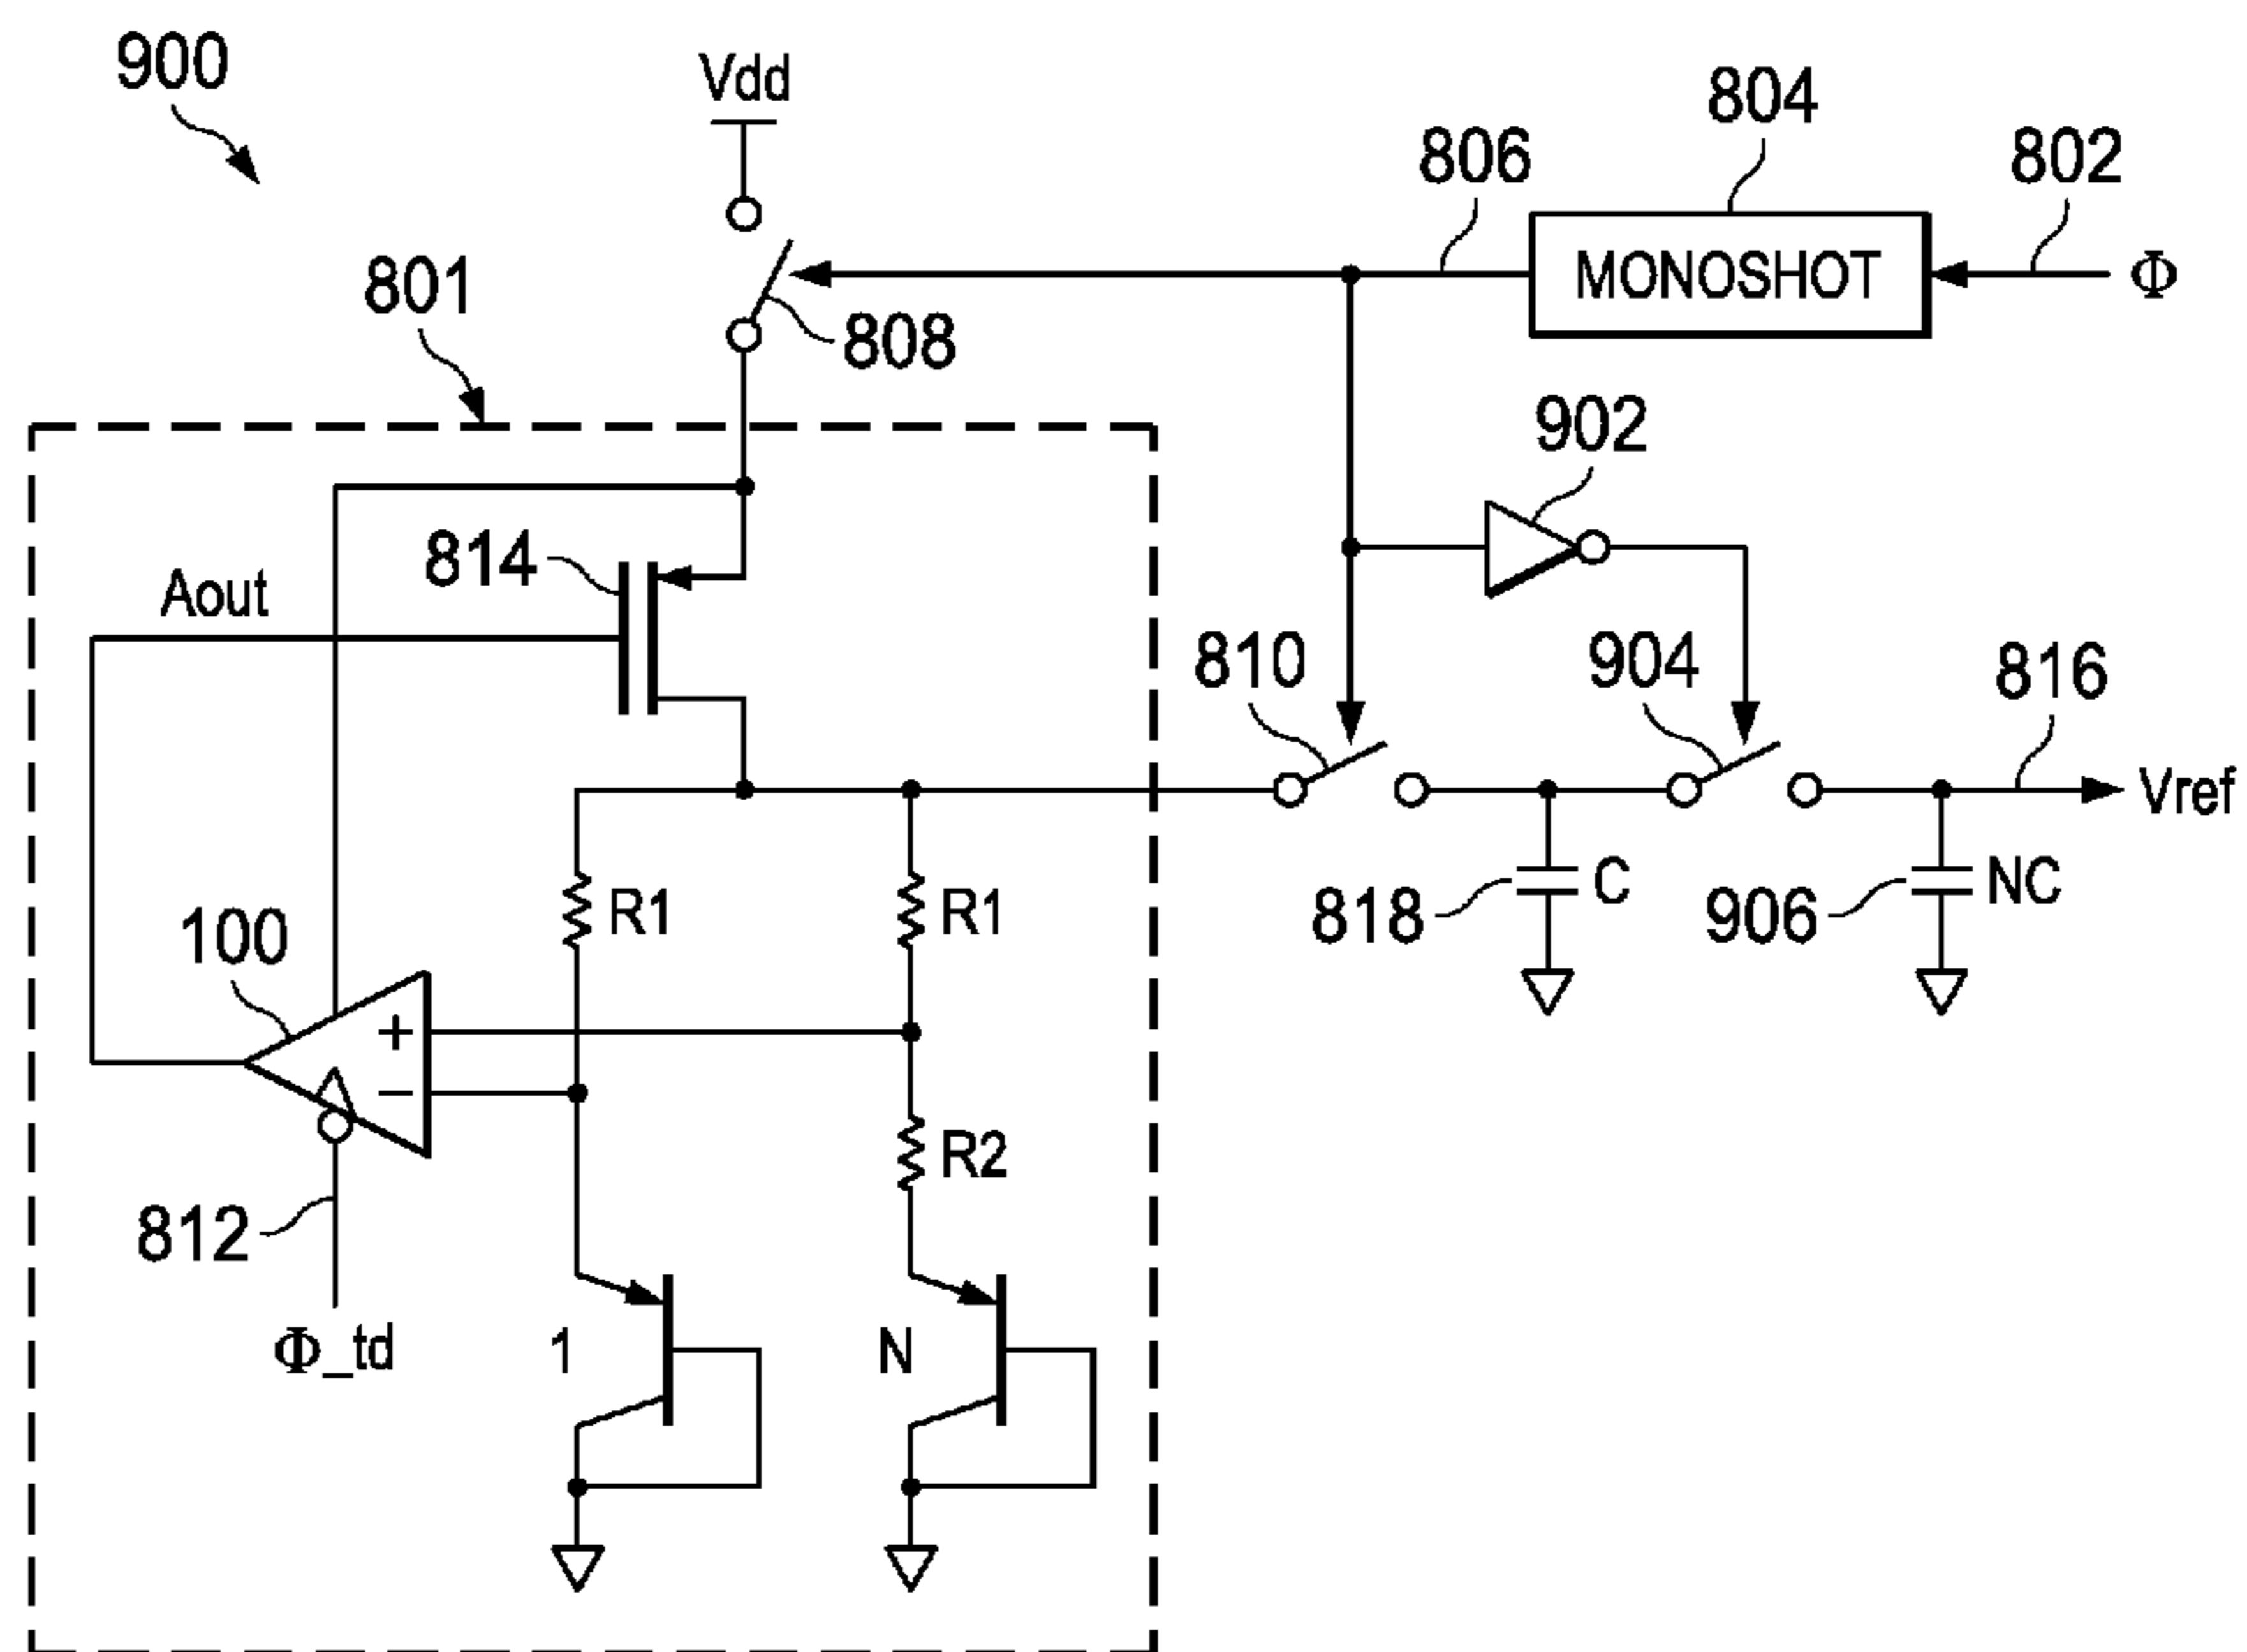 900
Vdd
804
806
802
MONOSHOT
Φ
801
808
902
814
Aout
810
904
816
Vref
R1
R1
818
C
906
NC
100
+
−
R2
812
Φ_td
1
N